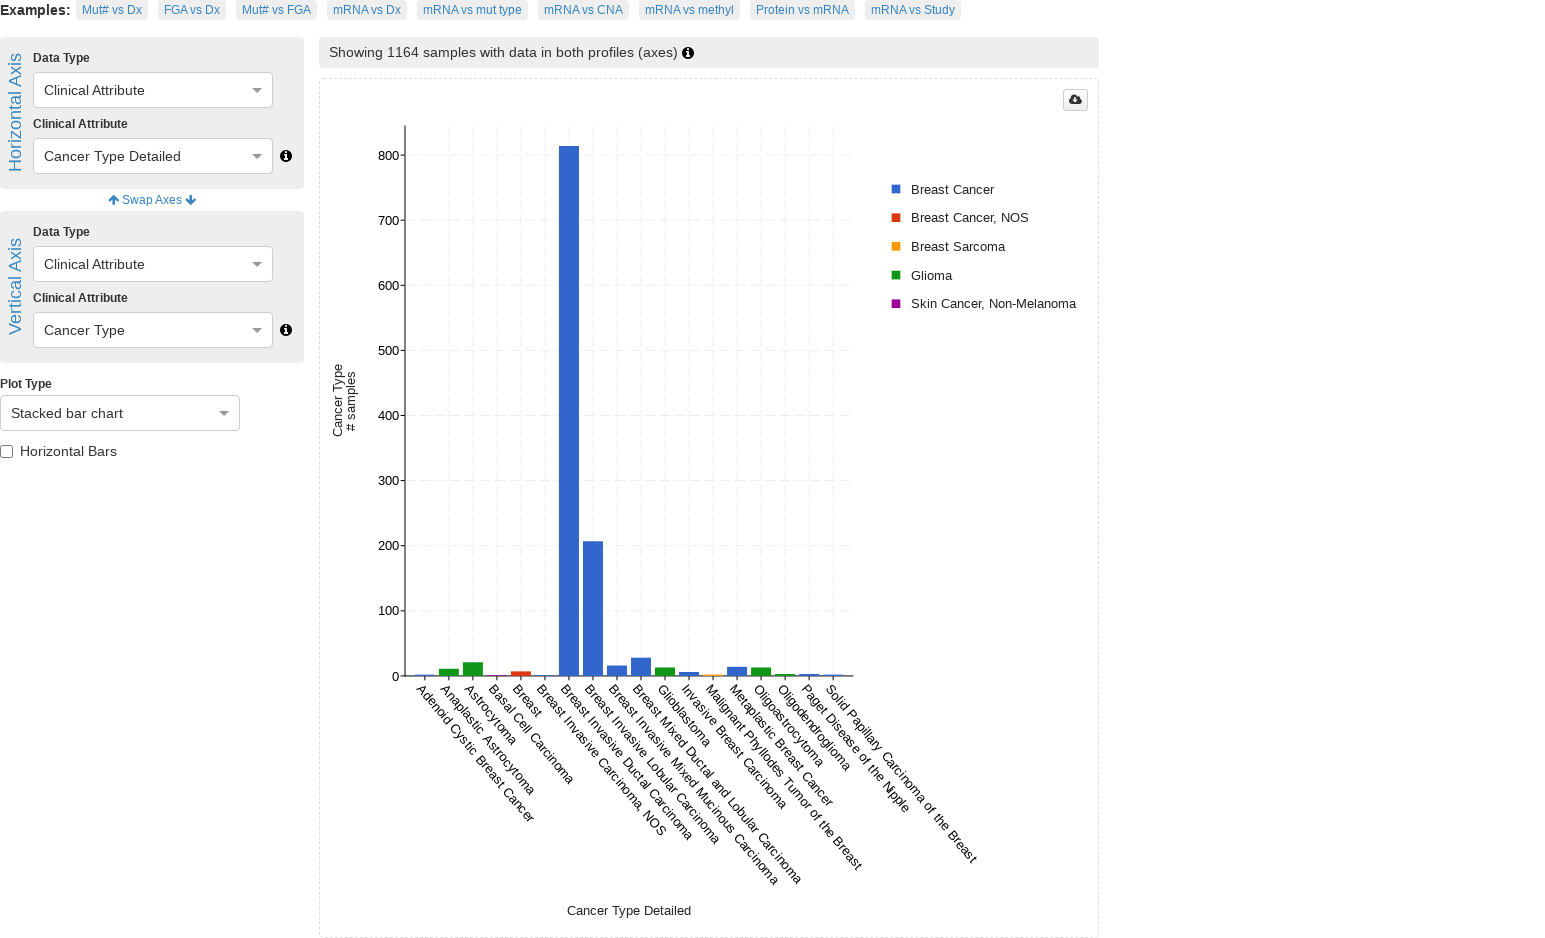 Examples: Mut# vs Dx FGA vs Dx Mut# vs FGA mRNA vs Dx mRNA vs mut type mRNA vs CNA mRNA vs methyl Protein vs mRNA mRNA vs Study
Horizontal Axis
Data Type
Clinical Attribute
Clinical Attribute
Cancer Type Detailed
Swap Axes
Vertical Axis
Data Type
Clinical Attribute
Clinical Attribute
Cancer Type
Plot Type
Stacked bar chart
Horizontal Bars
Showing 1164 samples with data in both profiles (axes)
Cancer Type
# samples
800
700
600
500
400
300
200
100
0
Breast Cancer
Breast Cancer, NOS
Breast Sarcoma
Glioma
Skin Cancer, Non-Melanoma
Adenoid Cystic Breast Cancer
Anaplastic Astrocytoma
Astrocytoma
Basal Cell Carcinoma
Breast
Breast Invasive Carcinoma, NOS
Breast Invasive Ductal Carcinoma
Breast Invasive Lobular Carcinoma
Breast Invasive Mixed Mucinous Carcinoma
Breast Mixed Ductal and Lobular Carcinoma
Glioblastoma
Invasive Breast Carcinoma
Malignant Phyllodes Tumor of the Breast
Metaplastic Breast Cancer
Oligoastrocytoma
Oligodendroglioma
Paget Disease of the Nipple
Solid Papillary Carcinoma of the Breast
Cancer Type Detailed